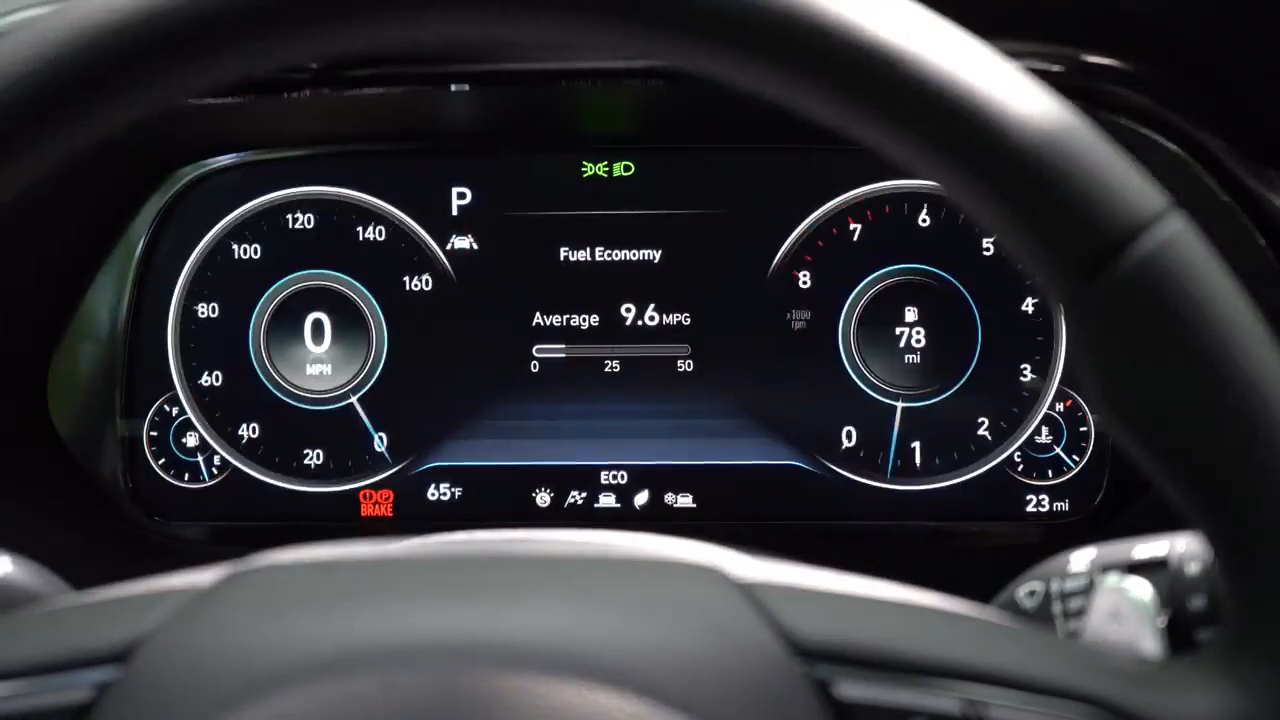 P
Fuel Economy
Average 9.6 MPG
0 25 50
0 20 40 60 80 100 120 140 160
0
MPH
F
E
8 7 6 5 4 3 2 1 0
x1000
rpm
78
mi
H
C
ECO
BRAKE
65°F
S
23 mi